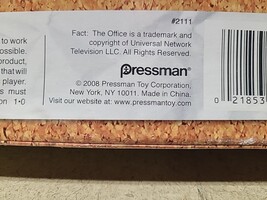 #2111
to work
ossible.
product,
that will
player.
s must
on 1•0
Fact: The Office is a trademark and
copyright of Universal Network
Television LLC. All Rights Reserved.
Pressman®
© 2008 Pressman Toy Corporation,
New York, NY 10011. Made in China.
Visit our website at: www.pressmantoy.com
0 21853